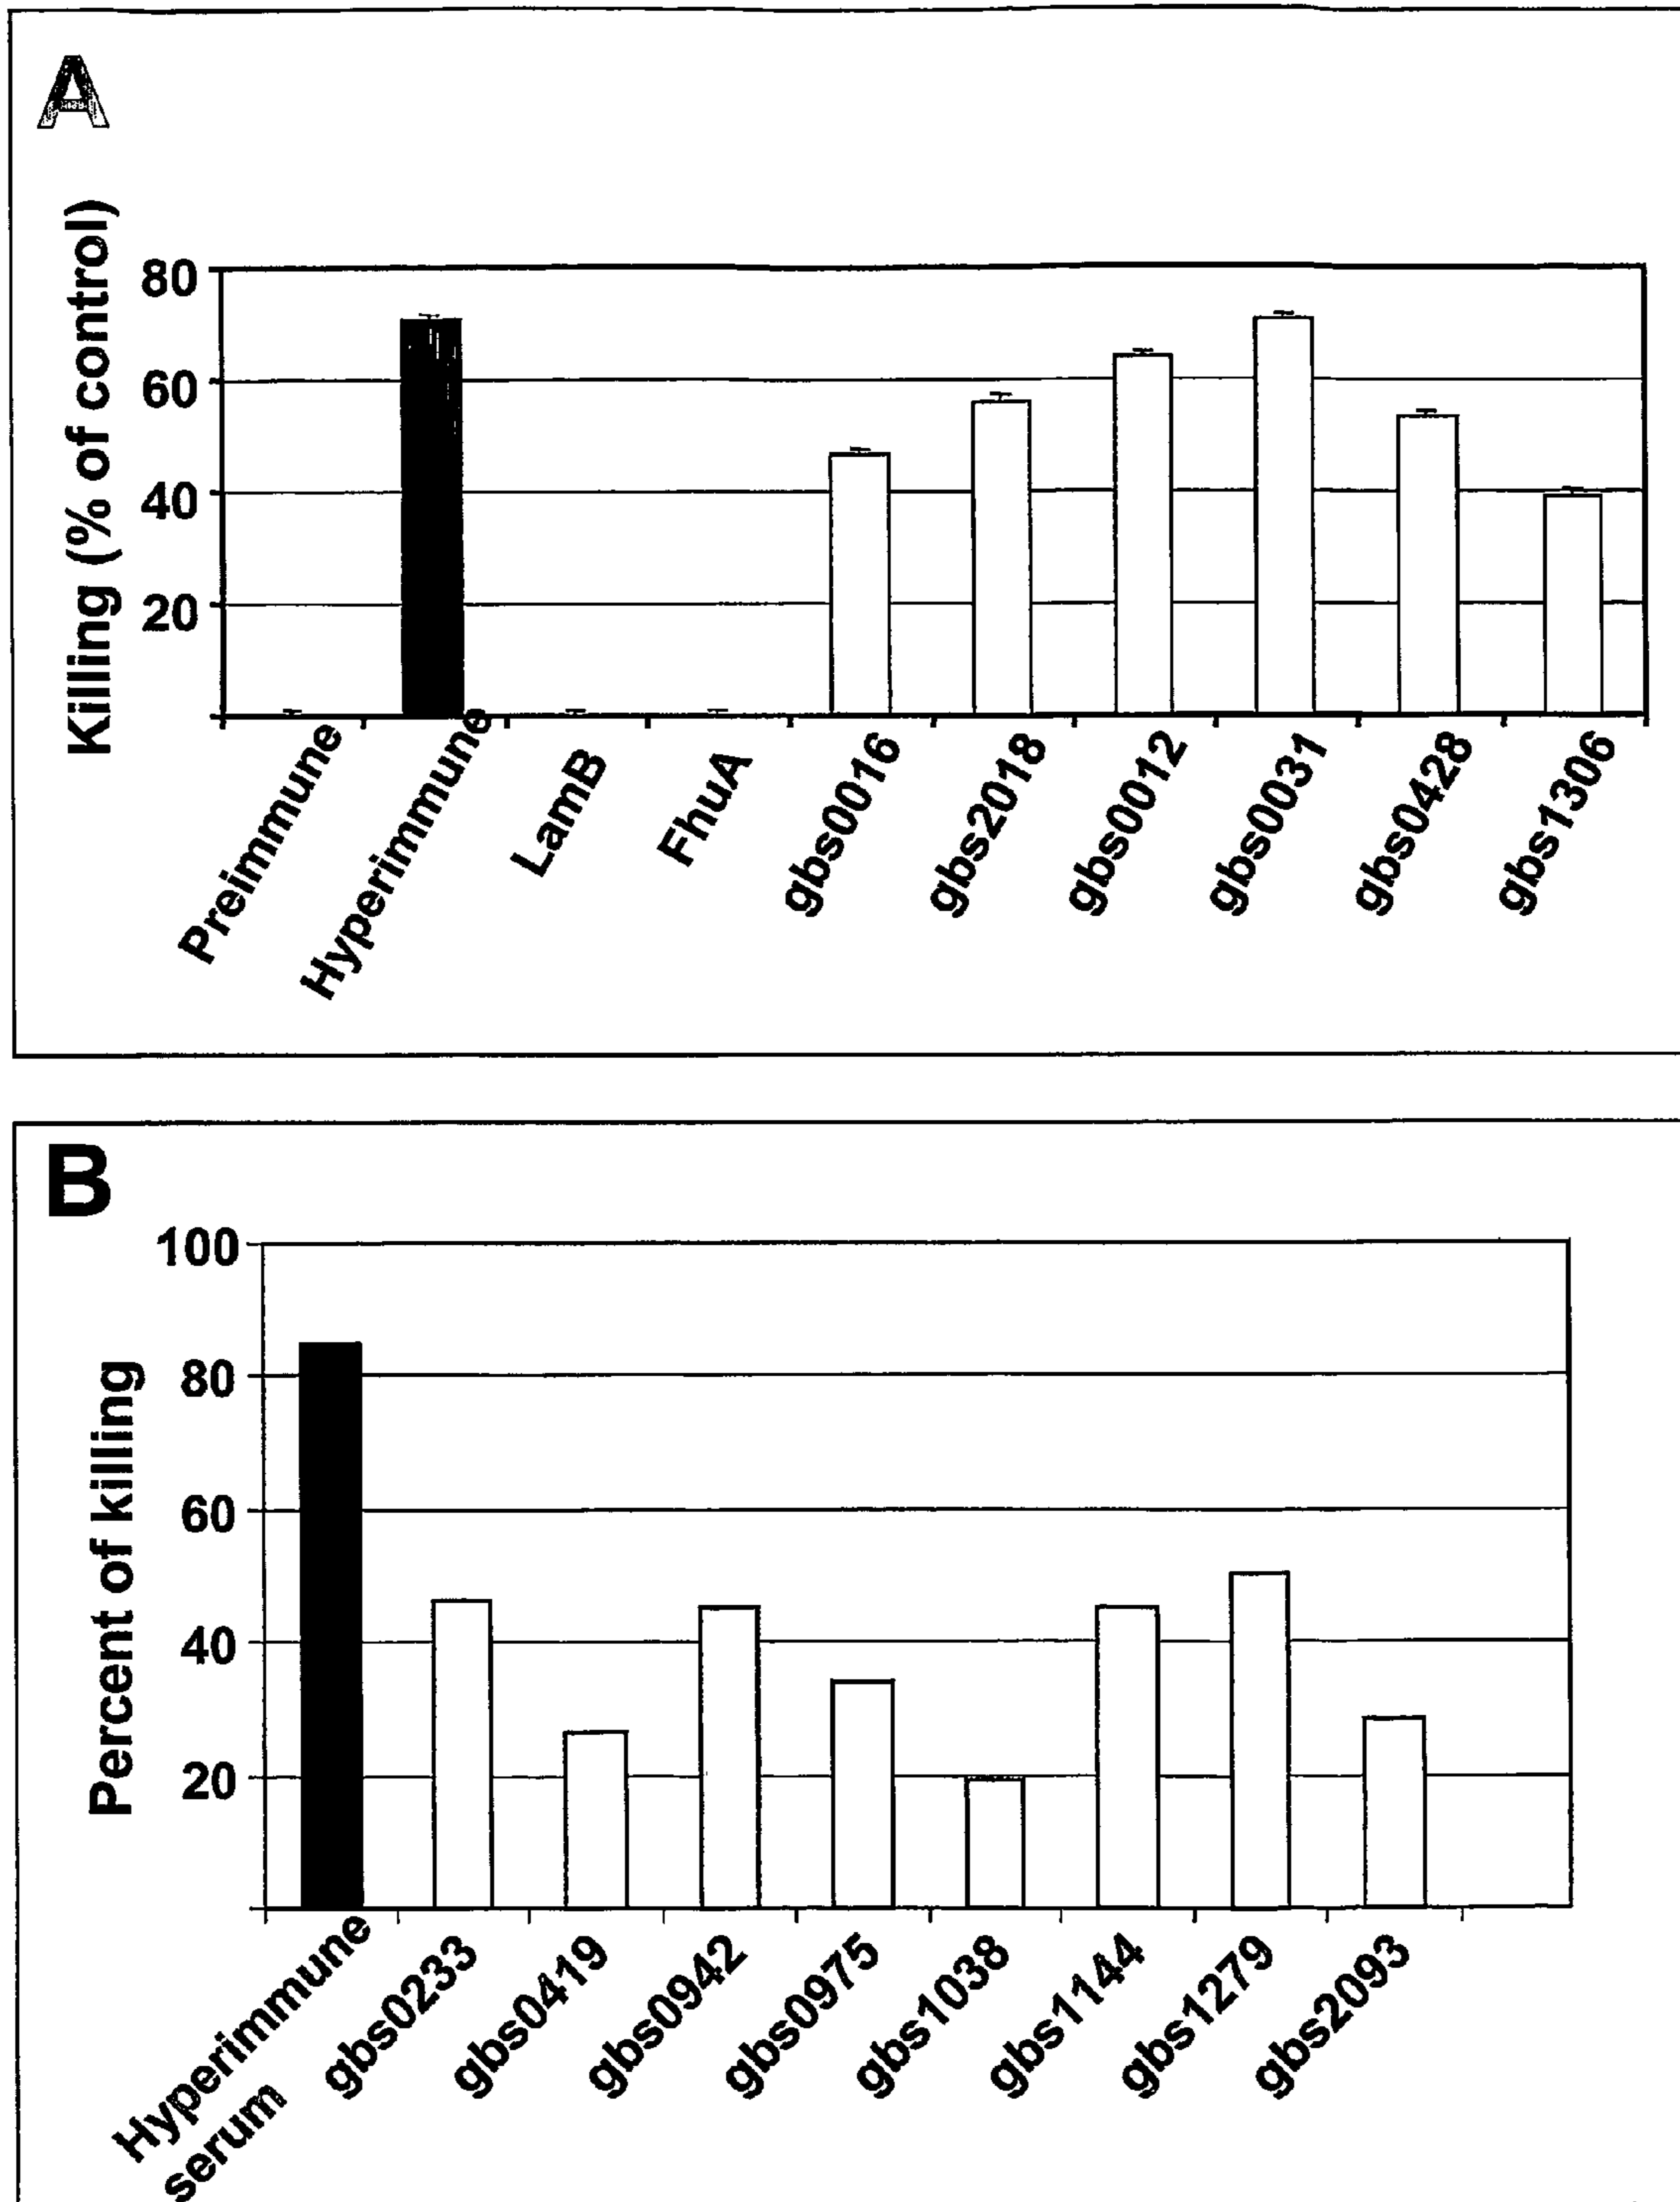 A
Killing (% of control)
80
60
40
20
Preimmune
Hyperimmune
LamB
FhuA
gbs0016
gbs2018
gbs0012
gbs0031
gbs0428
gbs1306
B
Percent of killing
100
80
60
40
20
Hyperimmune
serum
gbs0233
gbs0419
gbs0942
gbs0975
gbs1038
gbs1144
gbs1279
gbs2093